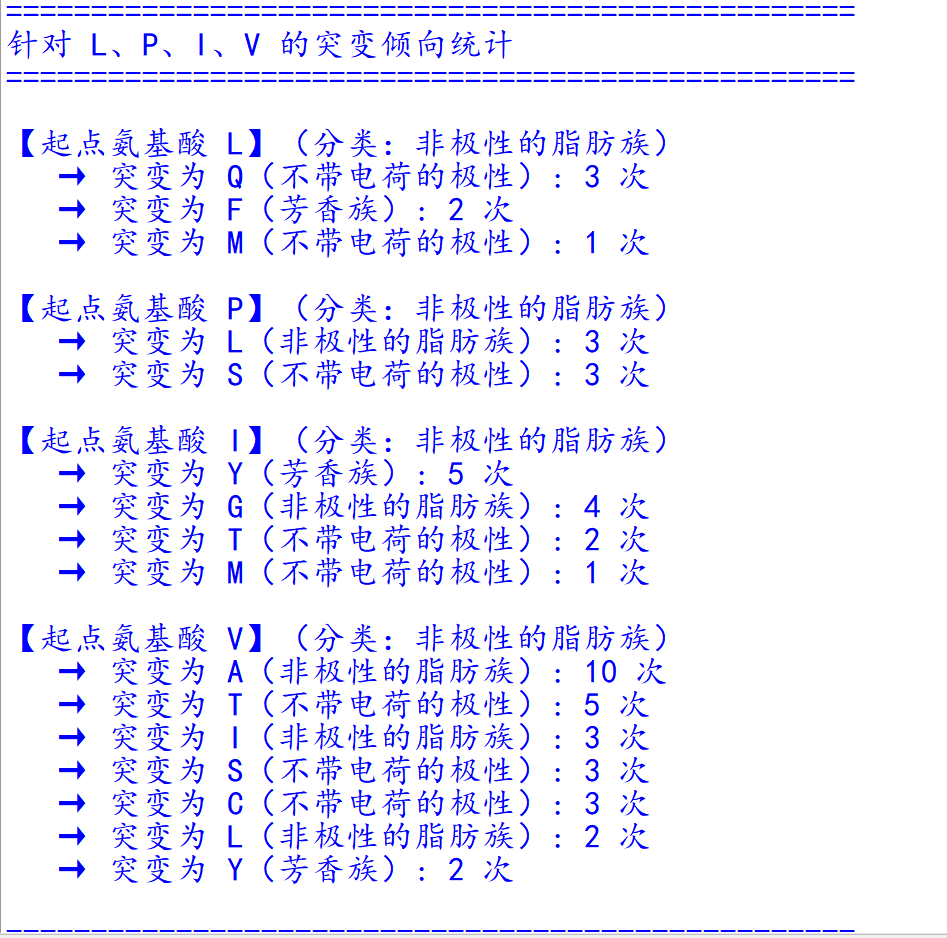 ==================================================
针对 L、P、I、V 的突变倾向统计
==================================================
【起点氨基酸 L】（分类：非极性的脂肪族）
→ 突变为 Q（不带电荷的极性）: 3 次
→ 突变为 F（芳香族）: 2 次
→ 突变为 M（不带电荷的极性）: 1 次
【起点氨基酸 P】（分类：非极性的脂肪族）
→ 突变为 L（非极性的脂肪族）: 3 次
→ 突变为 S（不带电荷的极性）: 3 次
【起点氨基酸 I】（分类：非极性的脂肪族）
→ 突变为 Y（芳香族）: 5 次
→ 突变为 G（非极性的脂肪族）: 4 次
→ 突变为 T（不带电荷的极性）: 2 次
→ 突变为 M（不带电荷的极性）: 1 次
【起点氨基酸 V】（分类：非极性的脂肪族）
→ 突变为 A（非极性的脂肪族）: 10 次
→ 突变为 T（不带电荷的极性）: 5 次
→ 突变为 I（非极性的脂肪族）: 3 次
→ 突变为 S（不带电荷的极性）: 3 次
→ 突变为 C（不带电荷的极性）: 3 次
→ 突变为 L（非极性的脂肪族）: 2 次
→ 突变为 Y（芳香族）: 2 次
==================================================